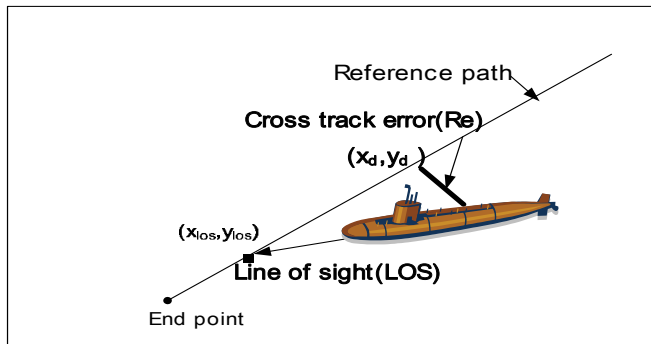 Reference path
Cross track error(Re)
(xd,yd )
(xlos,ylos)
Line of sight(LOS)
End point